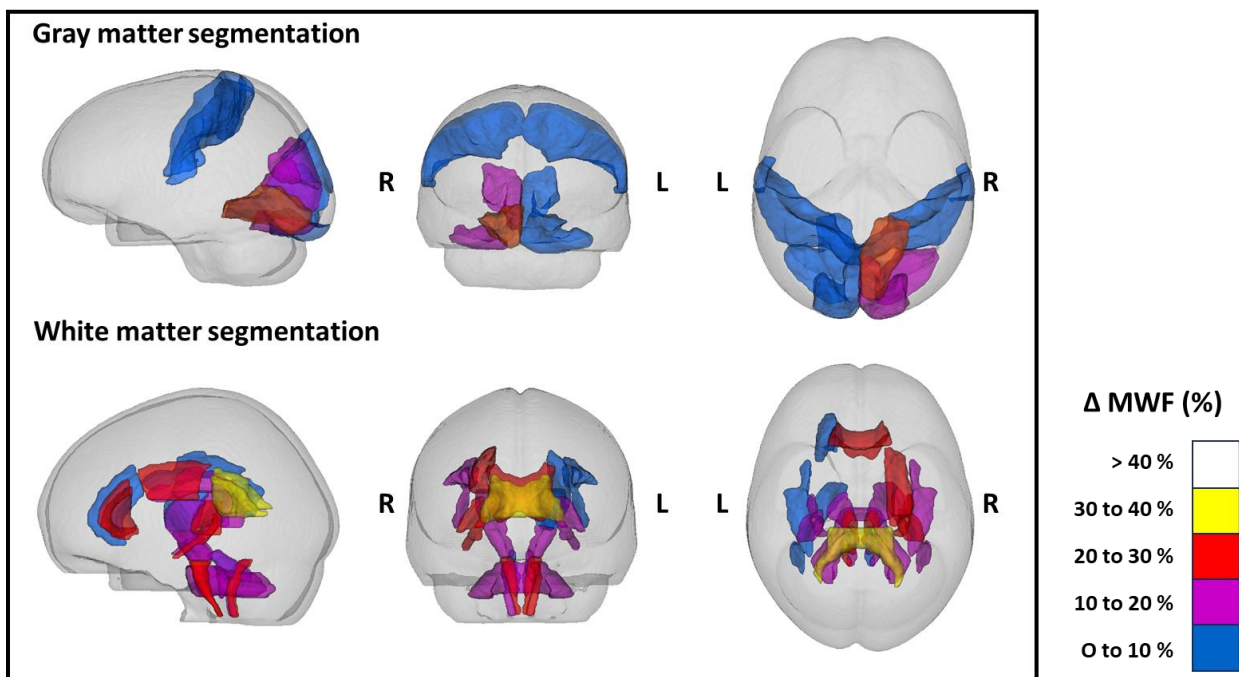 Gray matter segmentation
R
L
L
R
White matter segmentation
R
L
L
R
Δ MWF (%)
> 40 %
30 to 40 %
20 to 30 %
10 to 20 %
O to 10 %